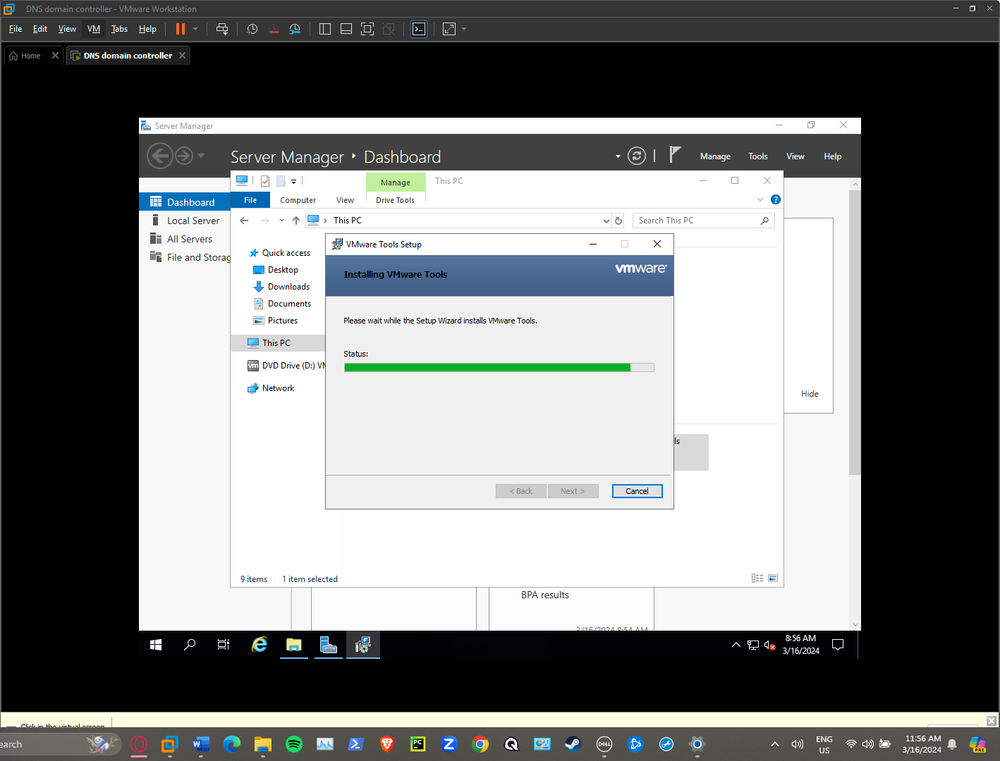 DNS domain controller - VMware Workstation
File Edit View VM Tabs Help
Home
DNS domain controller
Server Manager
Server Manager Dashboard
Manage Tools View Help
Manage This PC
File Computer View Drive Tools
This PC
Search This PC
Dashboard
Local Server
All Servers
File and Storag
Quick access
Desktop
Downloads
Documents
Pictures
This PC
DVD Drive (D:) VM
Network
VMware Tools Setup
Installing VMware Tools
vmware
Please wait while the Setup Wizard installs VMware Tools.
Status:
Hide
ls
< Back Next > Cancel
9 items 1 item selected
BPA results
3/16/2024 8:54 AM
8:56 AM
3/16/2024
Click in the virtual screen
earch
ENG
US
11:56 AM
3/16/2024
W
PC
Z
Q
DELL
PRE